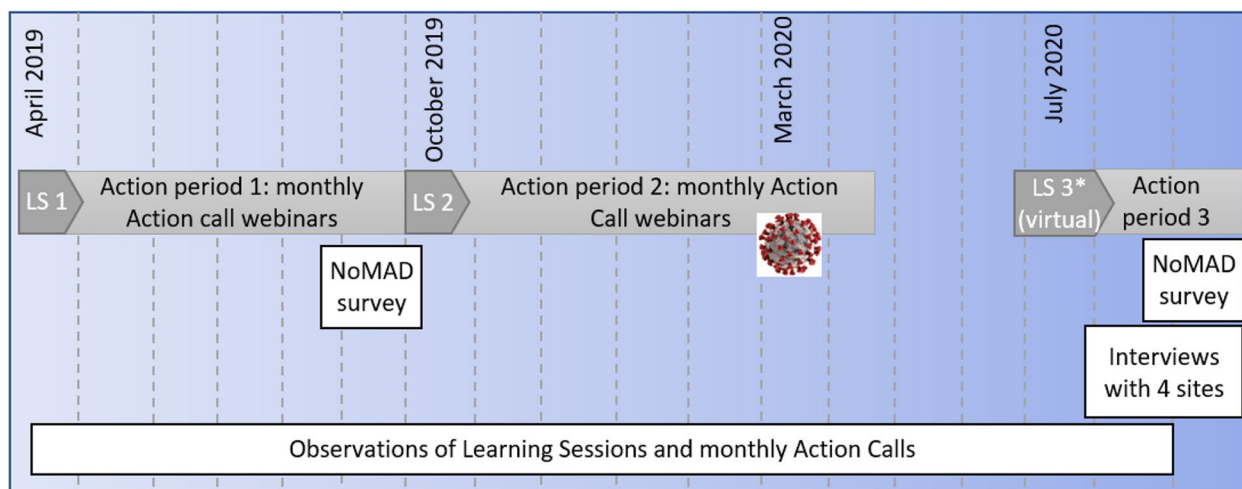 April 2019
October 2019
March 2020
July 2020
LS 1
Action period 1: monthly
Action call webinars
LS 2
Action period 2: monthly Action
Call webinars
LS 3*
(virtual)
Action
period 3
NoMAD
survey
NoMAD
survey
Interviews
with 4 sites
Observations of Learning Sessions and monthly Action Calls